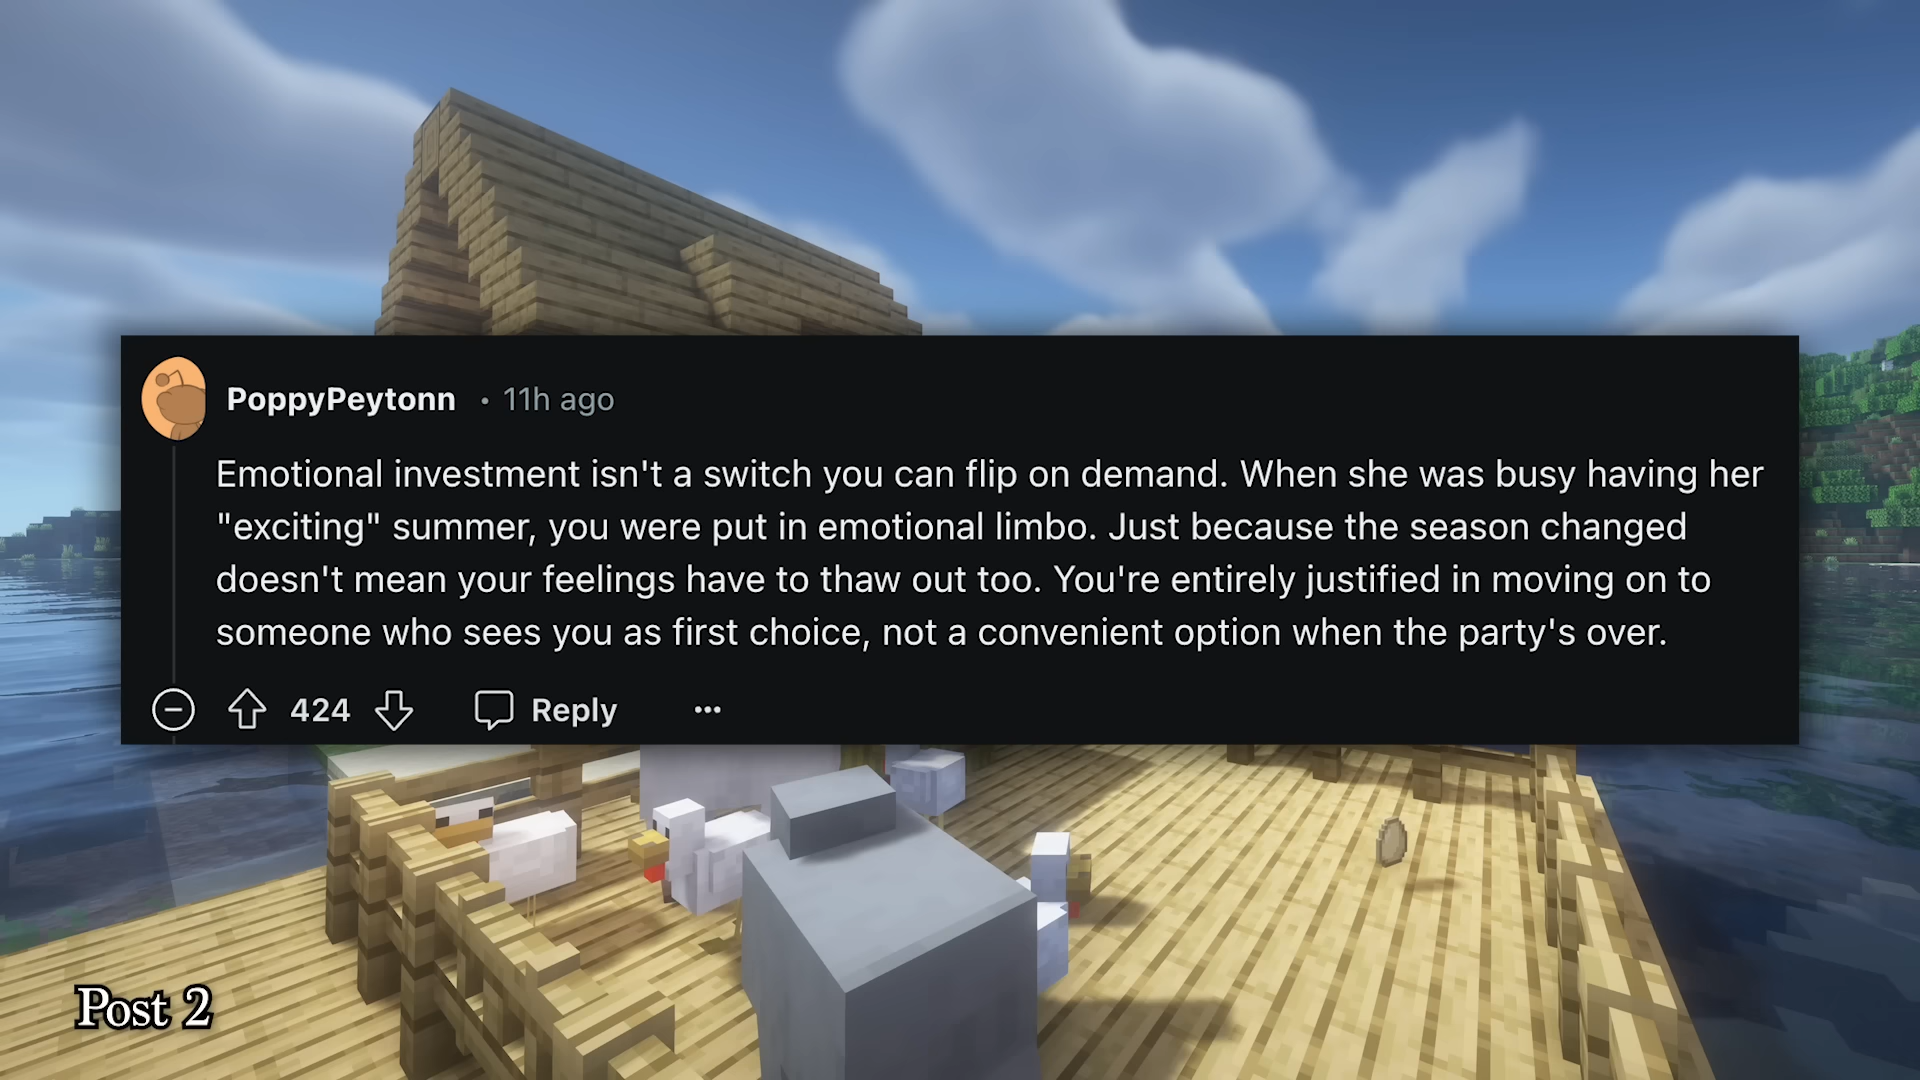 PoppyPeytonn • 11h ago
Emotional investment isn't a switch you can flip on demand. When she was busy having her
"exciting" summer, you were put in emotional limbo. Just because the season changed
doesn't mean your feelings have to thaw out too. You're entirely justified in moving on to
someone who sees you as first choice, not a convenient option when the party's over.
424 Reply ...
Post 2